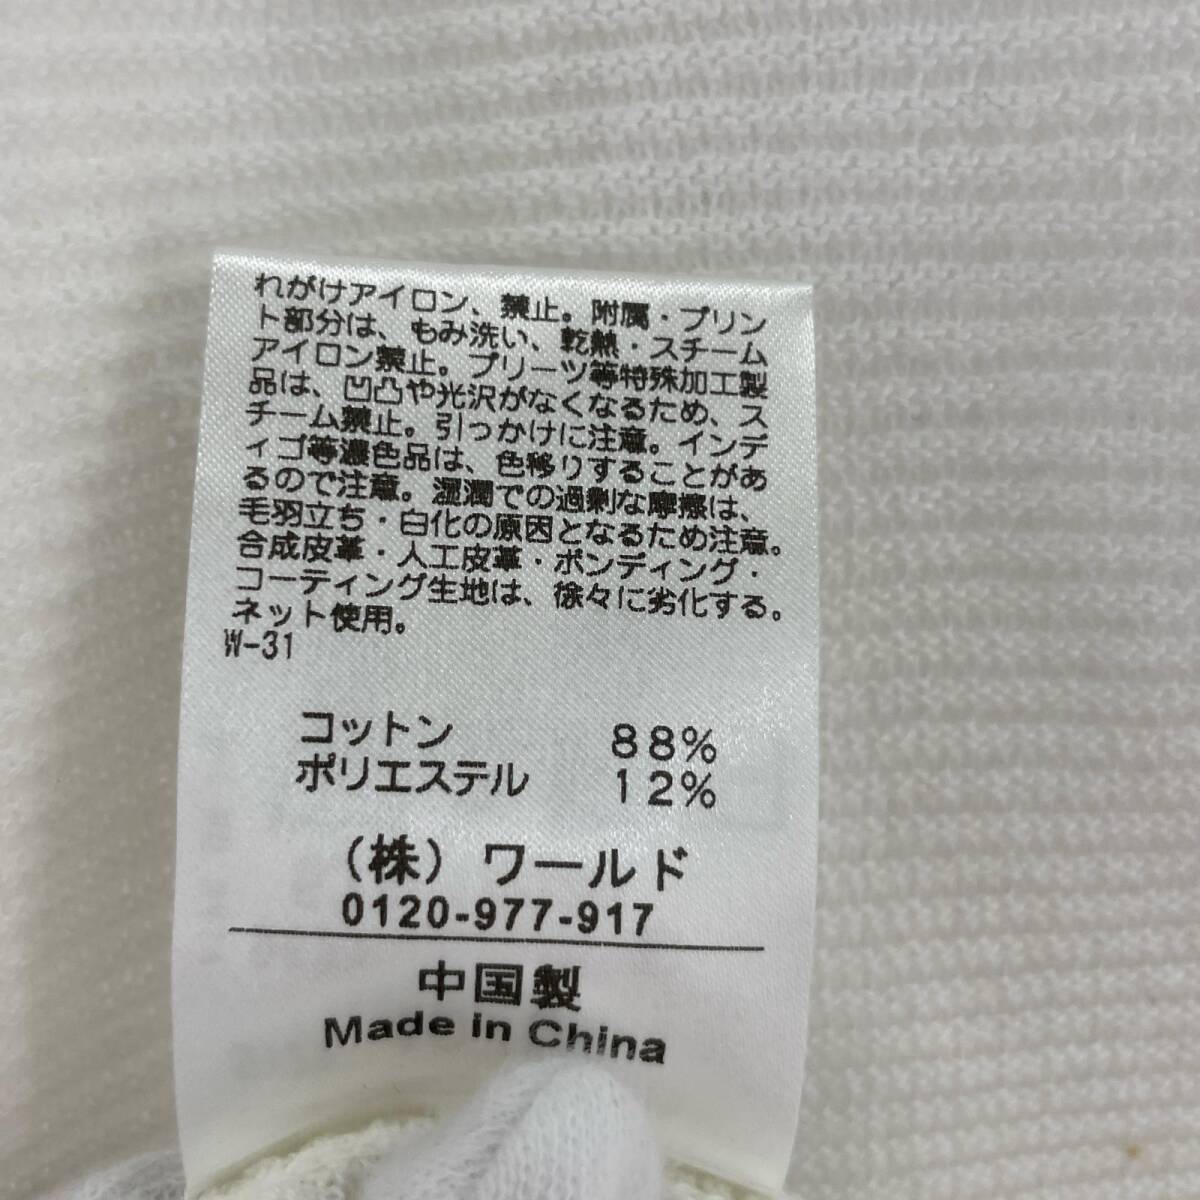 れがけアイロン、禁止。附属・プリン
ト部分は、もみ洗い、乾熱・スチーム
アイロン禁止。プリーツ等特殊加工製
品は、凹凸や光沢がなくなるため、ス
チーム禁止。引っかけに注意。インデ
ィゴ等濃色品は、色移りすることがあ
るので注意。湿潤での過剰な摩擦は、
毛羽立ち・白化の原因となるため注意。
合成皮革・人工皮革・ボンディング・
コーティング生地は、徐々に劣化する。
ネット使用。
W-31
コットン 88%
ポリエステル 12%
(株)ワールド
0120-977-917
中国製
Made in China